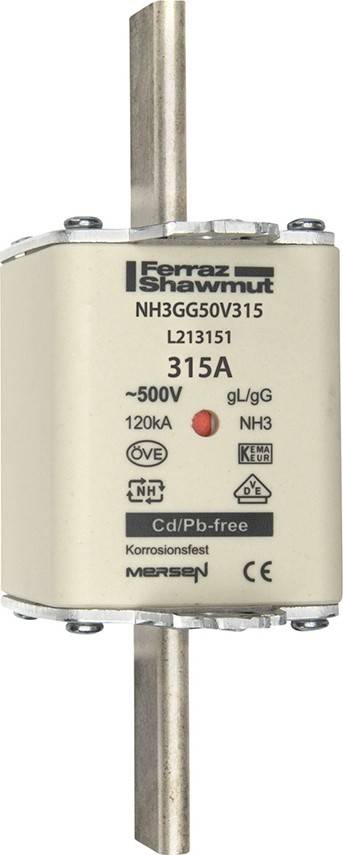 Ferraz
Shawmut
NH3GG50V315
L213151
315A
~500V gL/gG
120kA NH3
ÖVE KEMA KEUR
NH VDE
Cd/Pb-free
Korrosionsfest
MERSEN CE